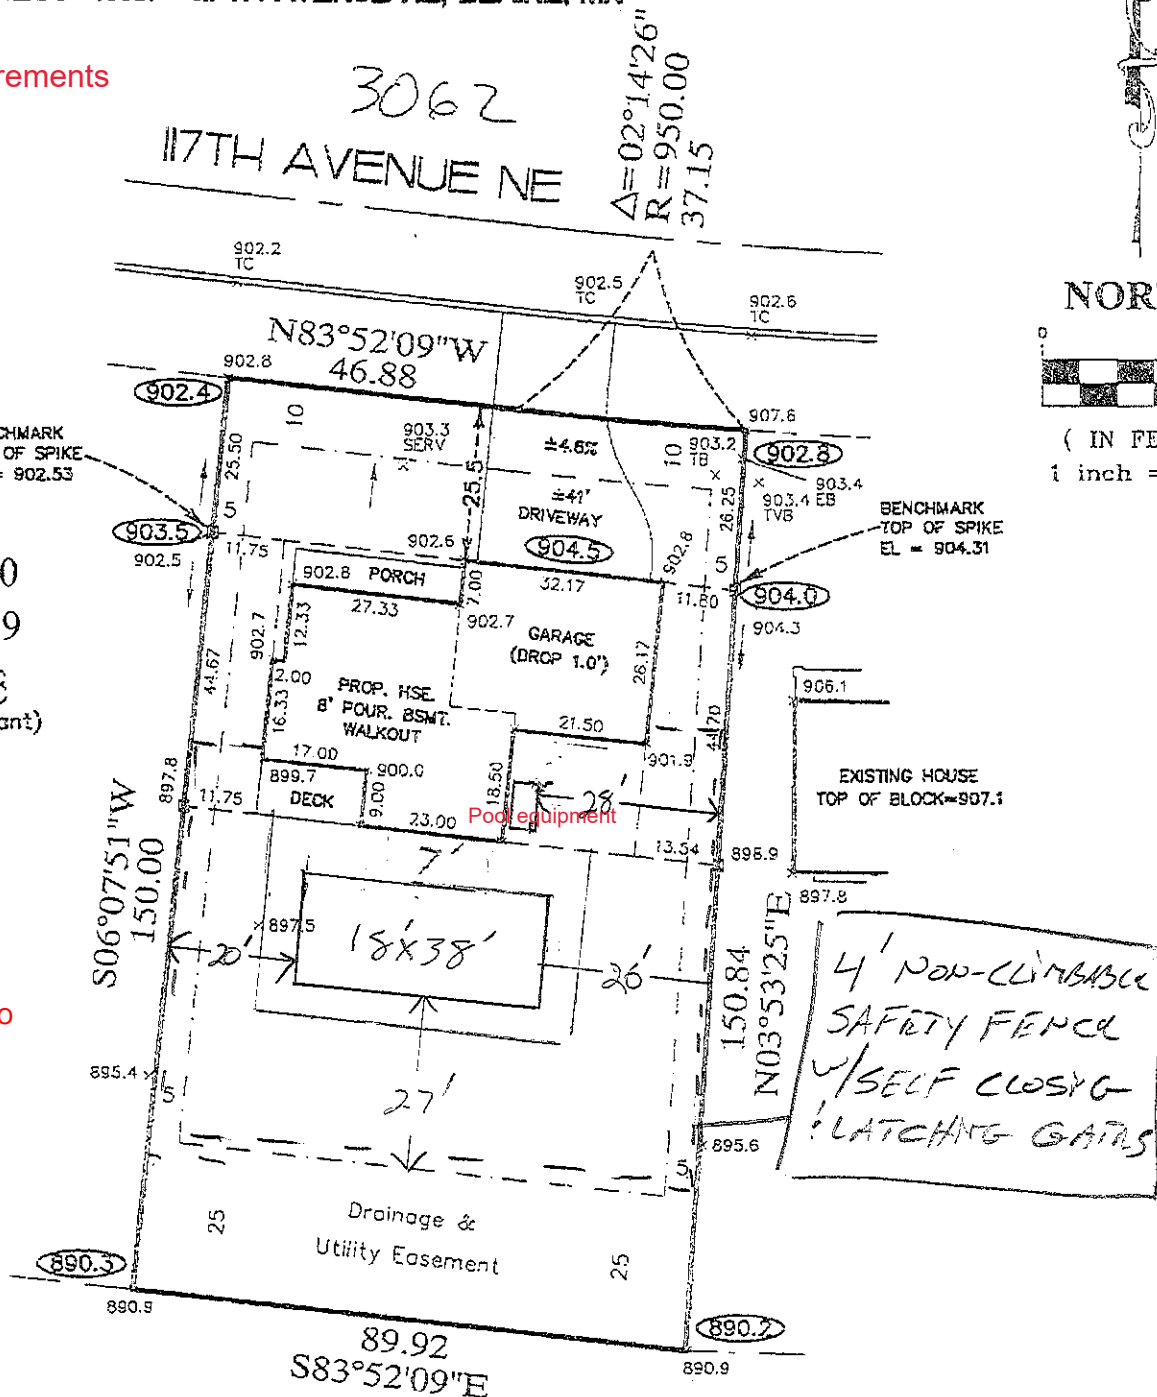 rements
3062
117TH AVENUE NE
Δ=02°14'26"
R=950.00
37.15
902.2
TC
902.5
TC
902.6
TC
NOR
0
( IN FE
1 inch =
N83°52'09"W
46.88
902.8
902.4
907.6
902.8
CHMARK
OF SPIKE
= 902.53
25.50
10
903.3
SERV
±4.6%
10
903.2
TB
903.4
EB
903.4
TVB
26.25
25.5
±41'
DRIVEWAY
BENCHMARK
TOP OF SPIKE
EL = 904.31
5
903.5
902.5
11.75
902.6
904.5
902.8
5
904.0
904.3
0
9
ant)
902.8 PORCH
7.00
32.17
11.80
27.33
902.7
12.33
902.7
GARAGE
(DROP 1.0')
26.17
44.67
2.00
16.33
PROP. HSE.
8' POUR. BSMT.
WALKOUT
21.50
44.70
901.9
906.1
EXISTING HOUSE
TOP OF BLOCK=907.1
17.00
899.7
900.0
DECK
9.00
18.50
28'
897.8
11.75
23.00
Pool equipment
13.54
898.9
897.8
7'
S06°07'51"W
150.00
897.5
20'
18'X38'
26'
150.84
N03°53'25"E
4' NON-CLIMBABLE
SAFETY FENCE
W/SELF CLOSI'G
! LATCHING GATES
o
895.4
5
27'
895.6
5
25
Drainage &
Utility Easement
25
890.3
890.9
890.7
890.9
89.92
S83°52'09"E